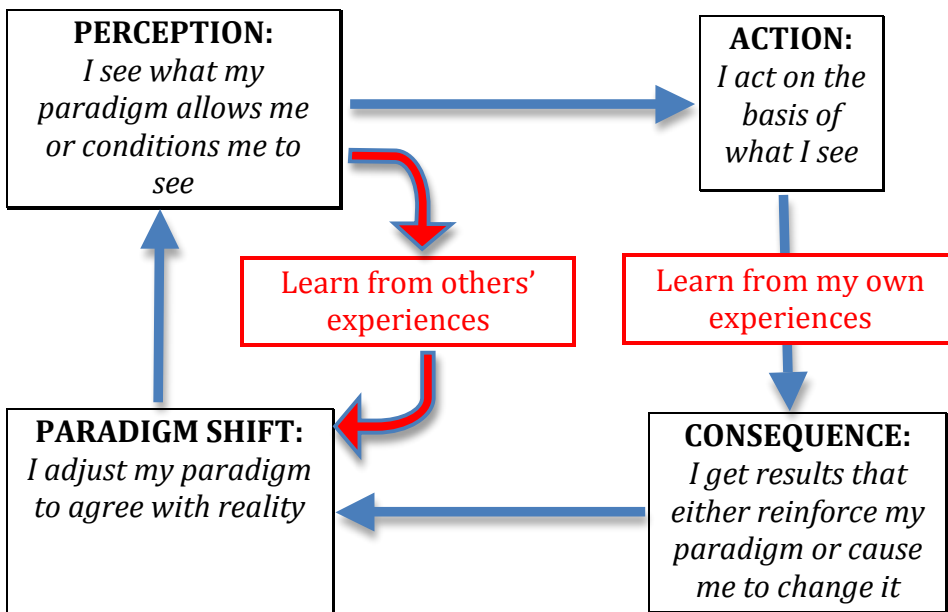 PERCEPTION:
I see what my
paradigm allows me
or conditions me to
see
ACTION:
I act on the
basis of
what I see
Learn from others’
experiences
Learn from my own
experiences
PARADIGM SHIFT:
I adjust my paradigm
to agree with reality
CONSEQUENCE:
I get results that
either reinforce my
paradigm or cause
me to change it